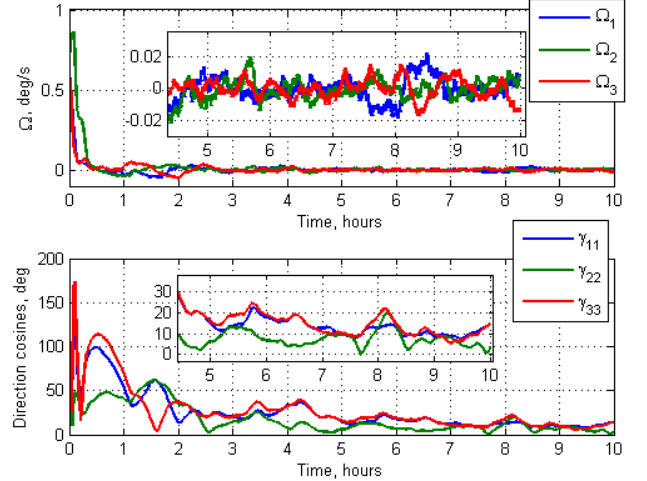 1
0.5
0
Ω, deg/s
0.02
0
-0.02
5 6 7 8 9 10
Ω1
Ω2
Ω3
0 1 2 3 4 5 6 7 8 9 10
Time, hours
200
150
100
50
0
Direction cosines, deg
30
20
10
0
5 6 7 8 9 10
γ11
γ22
γ33
0 1 2 3 4 5 6 7 8 9 10
Time, hours